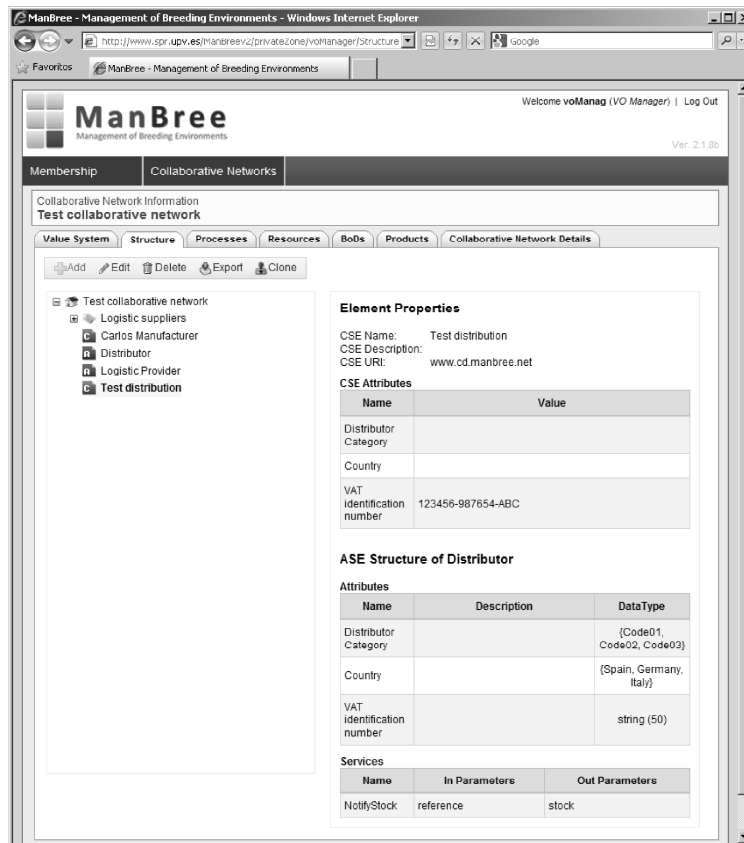 ManBree - Management of Breeding Environments - Windows Internet Explorer
http://www.spr.upv.es/ManBreev2/privateZone/voManager/Structure
Google
Favoritos
ManBree - Management of Breeding Environments
ManBree
Management of Breeding Environments
Welcome voManag (VO Manager) | Log Out
Ver. 2.1.8b
Membership
Collaborative Networks
Collaborative Network Information
Test collaborative network
Value System
Structure
Processes
Resources
BoDs
Products
Collaborative Network Details
Add
Edit
Delete
Export
Clone
Test collaborative network
Logistic suppliers
C Carlos Manufacturer
A Distributor
A Logistic Provider
C Test distribution
Element Properties
CSE Name: Test distribution
CSE Description:
CSE URI: www.cd.manbree.net
CSE Attributes
Name Value
Distributor
Category
Country
VAT
identification
number
123456-987654-ABC
ASE Structure of Distributor
Attributes
Name Description DataType
Distributor
Category
{Code01,
Code02, Code03}
Country
{Spain, Germany,
Italy}
VAT
identification
number
string (50)
Services
Name In Parameters Out Parameters
NotifyStock reference stock